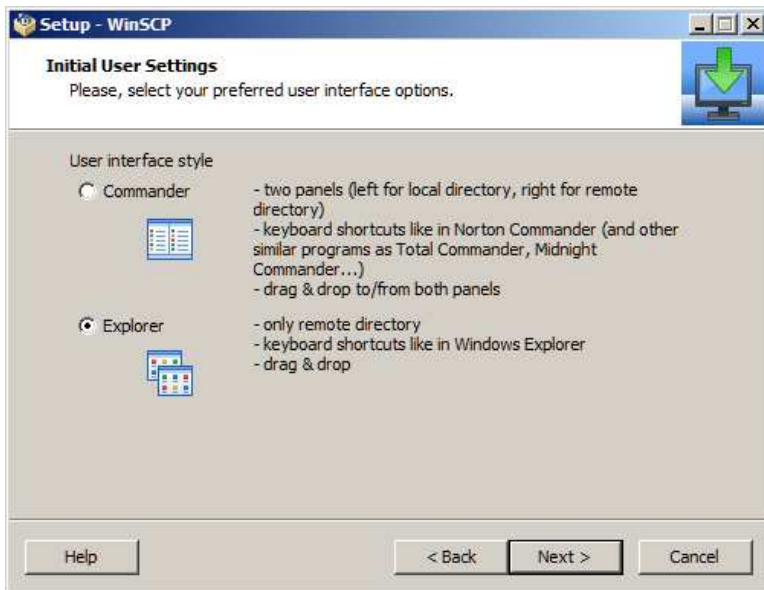 Setup - WinSCP
Initial User Settings
Please, select your preferred user interface options.
User interface style
Commander
- two panels (left for local directory, right for remote
directory)
- keyboard shortcuts like in Norton Commander (and other
similar programs as Total Commander, Midnight
Commander...)
- drag & drop to/from both panels
Explorer
- only remote directory
- keyboard shortcuts like in Windows Explorer
- drag & drop
Help
< Back
Next >
Cancel